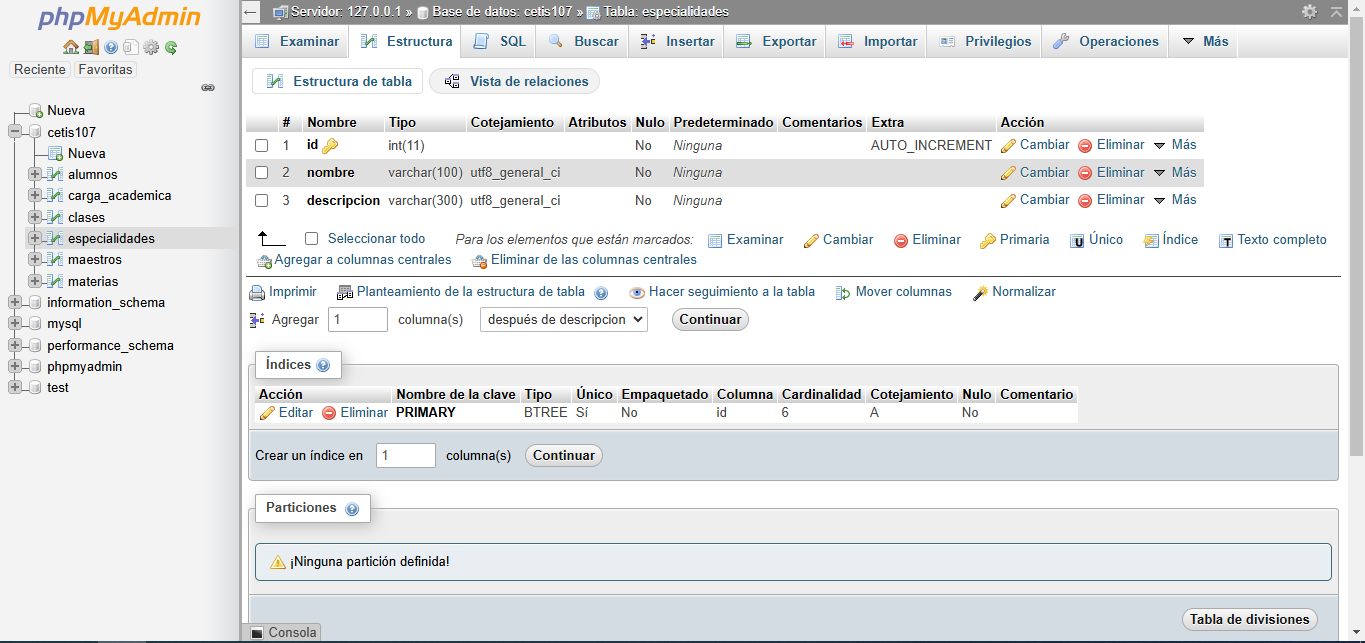 phpMyAdmin
Reciente Favoritas
Nueva
cetis107
Nueva
alumnos
carga_academica
clases
especialidades
maestros
materias
information_schema
mysql
performance_schema
phpmyadmin
test
Servidor: 127.0.0.1 » Base de datos: cetis107 » Tabla: especialidades
Examinar Estructura SQL Buscar Insertar Exportar Importar Privilegios Operaciones Más
Estructura de tabla Vista de relaciones
# Nombre Tipo Cotejamiento Atributos Nulo Predeterminado Comentarios Extra Acción
1 id int(11) No Ninguna AUTO_INCREMENT Cambiar Eliminar Más
2 nombre varchar(100) utf8_general_ci No Ninguna Cambiar Eliminar Más
3 descripcion varchar(300) utf8_general_ci No Ninguna Cambiar Eliminar Más
Seleccionar todo Para los elementos que están marcados: Examinar Cambiar Eliminar Primaria Único Índice Texto completo
Agregar a columnas centrales Eliminar de las columnas centrales
Imprimir Planteamiento de la estructura de tabla Hacer seguimiento a la tabla Mover columnas Normalizar
Agregar 1 columna(s) después de descripcion Continuar
Índices
Acción Nombre de la clave Tipo Único Empaquetado Columna Cardinalidad Cotejamiento Nulo Comentario
Editar Eliminar PRIMARY BTREE Sí No id 6 A No
Crear un índice en 1 columna(s) Continuar
Particiones
¡Ninguna partición definida!
Tabla de divisiones
Consola